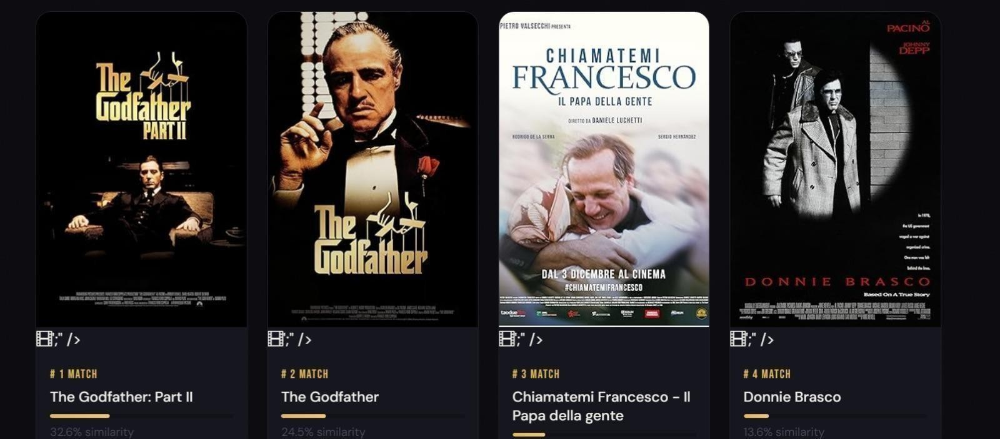 The
Godfather
PART II
🎞';" />
# 1 MATCH
The Godfather: Part II
32.6% similarity
The
Godfather
🎞';" />
# 2 MATCH
The Godfather
24.5% similarity
PIETRO VALSECCHI PRESENTA
CHIAMATEMI
FRANCESCO
IL PAPA DELLA GENTE
DIRETTO DA DANIELE LUCHETTI
RODRIGO DE LA SERNA
SERGIO HERNÁNDEZ
DAL 3 DICEMBRE AL CINEMA
#CHIAMATEMIFRANCESCO
🎞';" />
# 3 MATCH
Chiamatemi Francesco - Il
Papa della gente
AL
PACINO
JOHNNY
DEPP
In 1978,
the US government
waged a war against
organized crime.
One man was left
behind the lines.
DONNIE BRASCO
Based On A True Story
🎞';" />
# 4 MATCH
Donnie Brasco
13.6% similarity